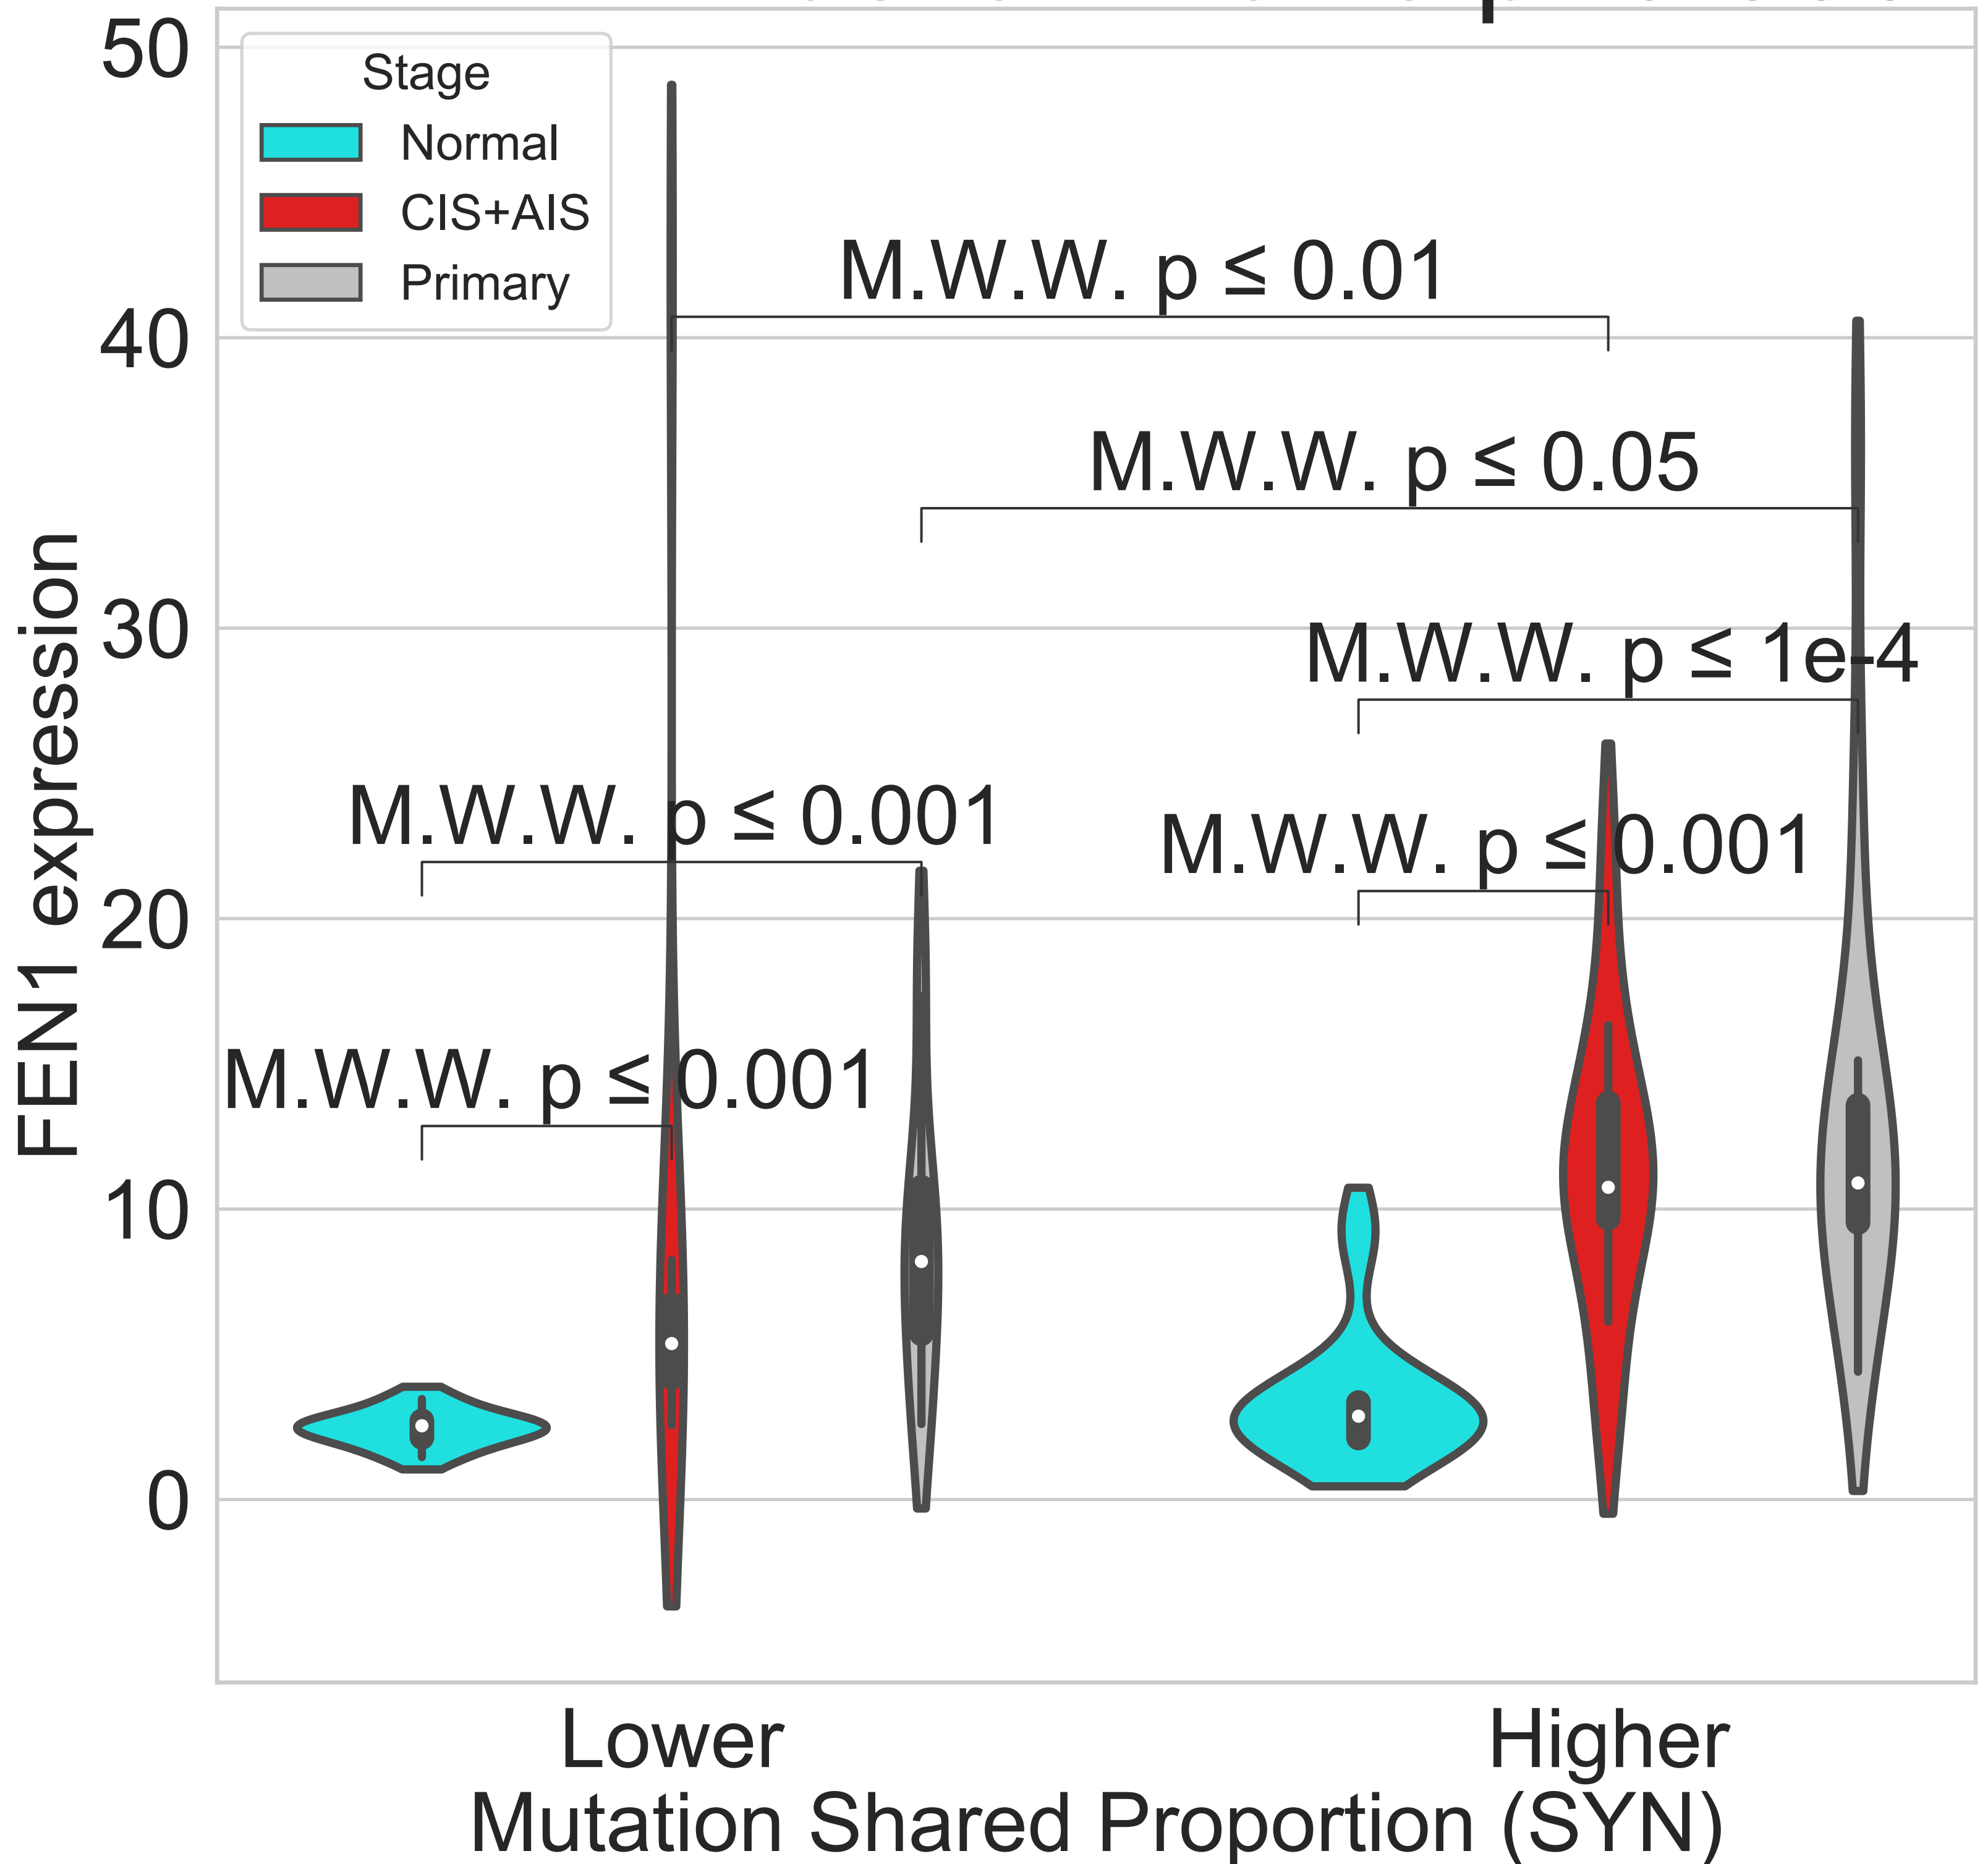 50
40
30
20
10
0
FEN1 expression
Stage
Normal
CIS+AIS
Primary
M.W.W. p ≤ 0.01
M.W.W. p ≤ 0.05
M.W.W. p ≤ 1e-4
M.W.W. p ≤ 0.001
M.W.W. p ≤ 0.001
M.W.W. p ≤ 0.001
Lower
Higher
Mutation Shared Proportion (SYN)